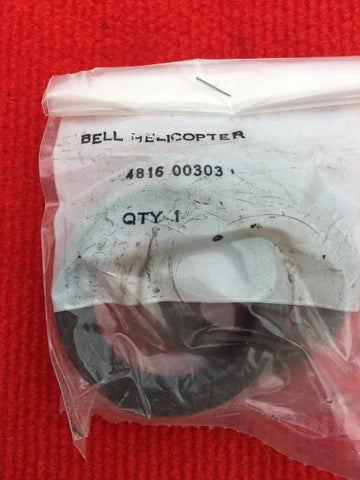 BELL HELICOPTER
4816 00303
QTY 1